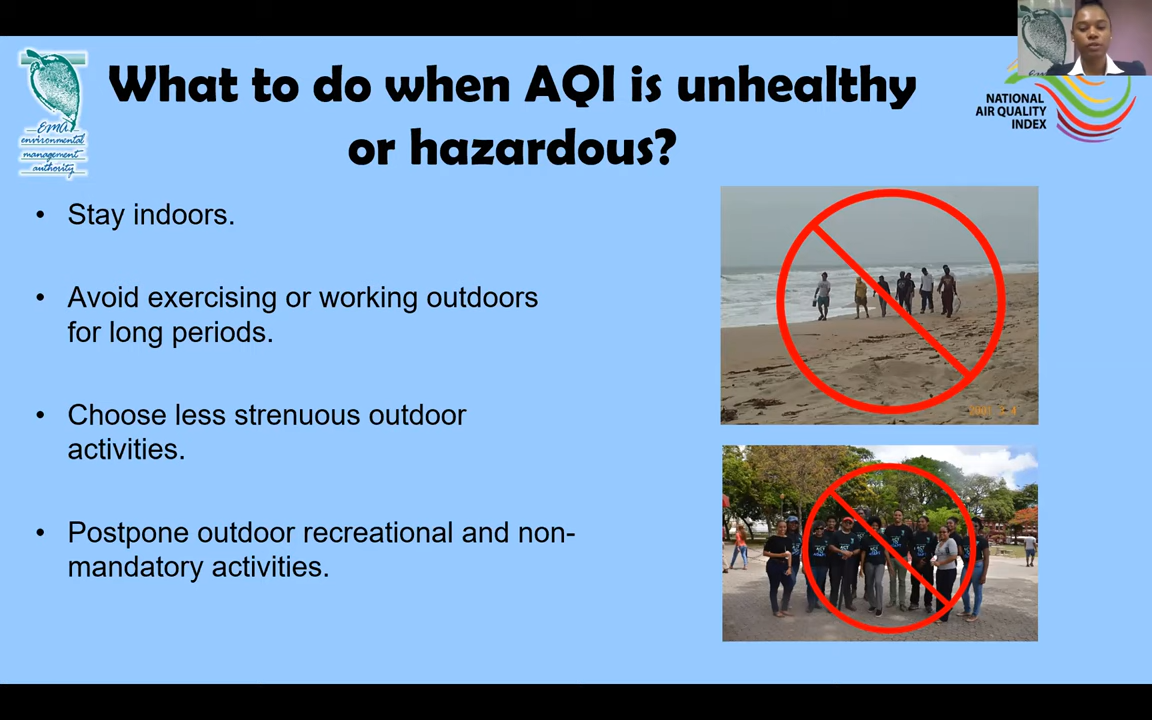 What to do when AQI is unhealthy
or hazardous?
EMA
environmental
management
authority
NATIONAL
AIR QUALITY
INDEX
• Stay indoors.
• Avoid exercising or working outdoors
for long periods.
• Choose less strenuous outdoor
activities.
• Postpone outdoor recreational and non-
mandatory activities.